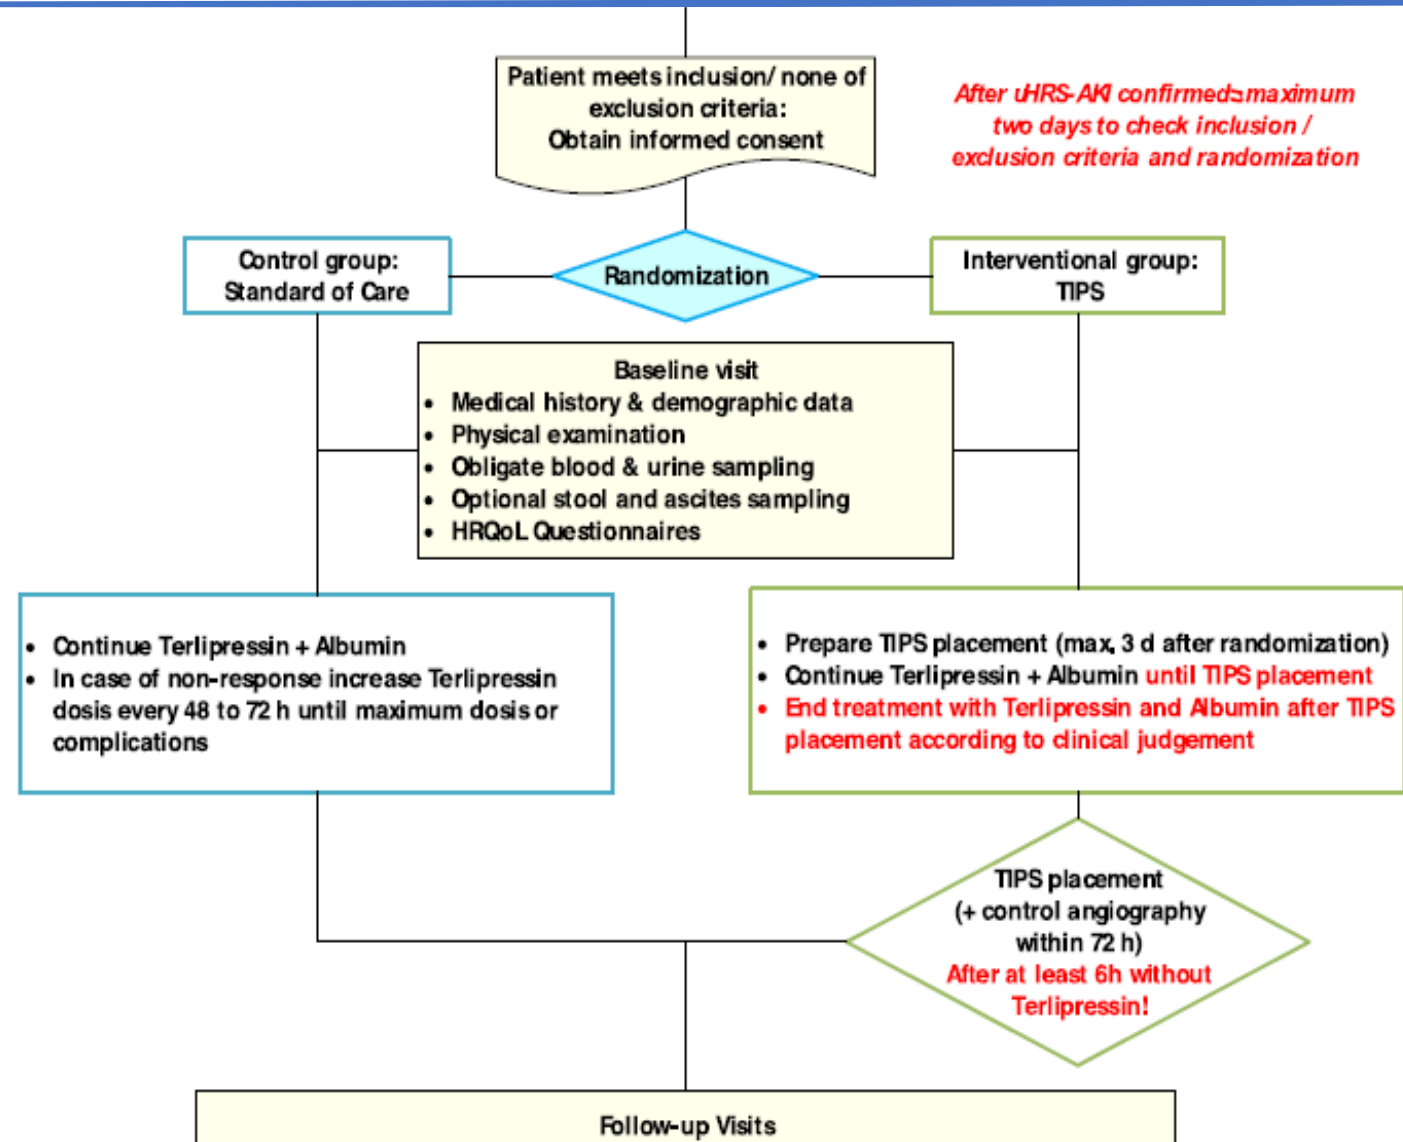 Patient meets inclusion/ none of
exclusion criteria:
Obtain informed consent
After uHRS-AKI confirmed: maximum
two days to check inclusion /
exclusion criteria and randomization
Control group:
Standard of Care
Randomization
Interventional group:
TIPS
Baseline visit
• Medical history & demographic data
• Physical examination
• Obligate blood & urine sampling
• Optional stool and ascites sampling
• HRQoL Questionnaires
• Continue Terlipressin + Albumin
• In case of non-response increase Terlipressin
dosis every 48 to 72 h until maximum dosis or
complications
• Prepare TIPS placement (max. 3 d after randomization)
• Continue Terlipressin + Albumin until TIPS placement
• End treatment with Terlipressin and Albumin after TIPS
placement according to clinical judgement
TIPS placement
(+ control angiography
within 72 h)
After at least 6h without
Terlipressin!
Follow-up Visits